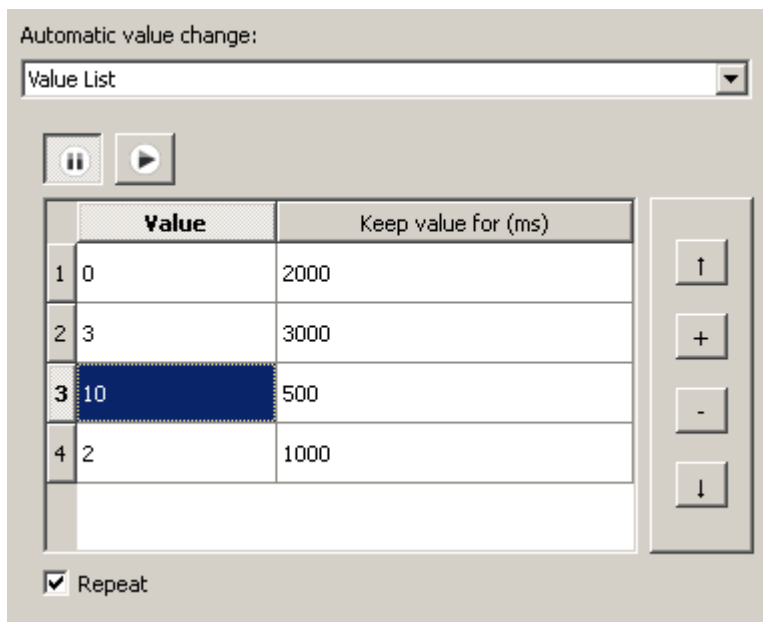 Automatic value change:
Value List
Value Keep value for (ms)
1 0 2000
↑
2 3 3000
+
3 10 500
-
4 2 1000
↓
Repeat